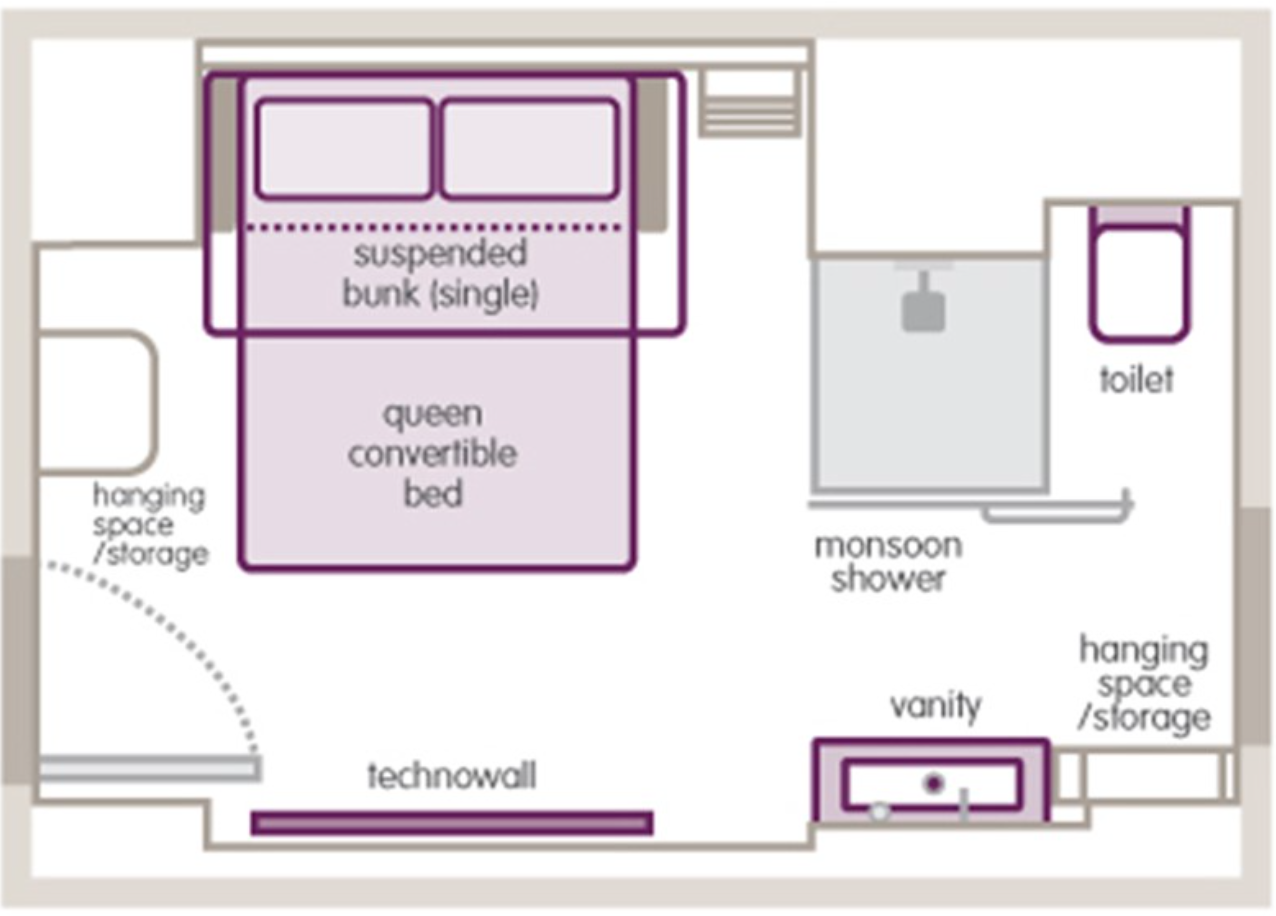 suspended
bunk (single)
queen
convertible
bed
hanging
space
/storage
toilet
monsoon
shower
hanging
space
/storage
vanity
technowall